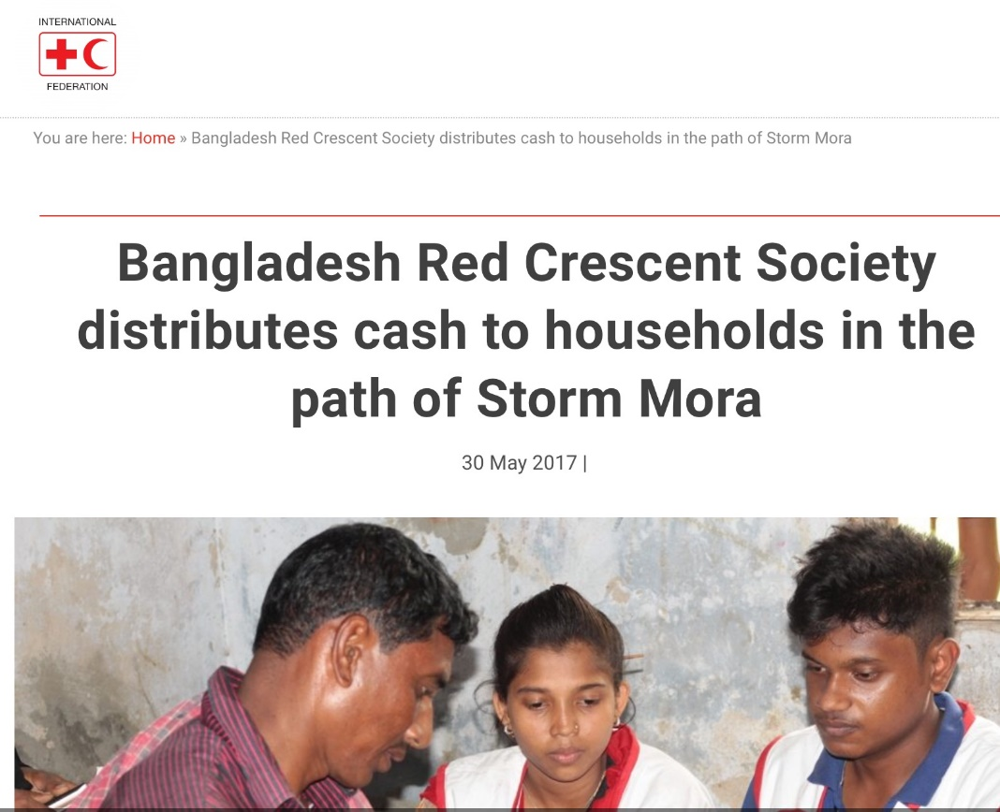 INTERNATIONAL
FEDERATION
You are here: Home » Bangladesh Red Crescent Society distributes cash to households in the path of Storm Mora
Bangladesh Red Crescent Society
distributes cash to households in the
path of Storm Mora
30 May 2017 |